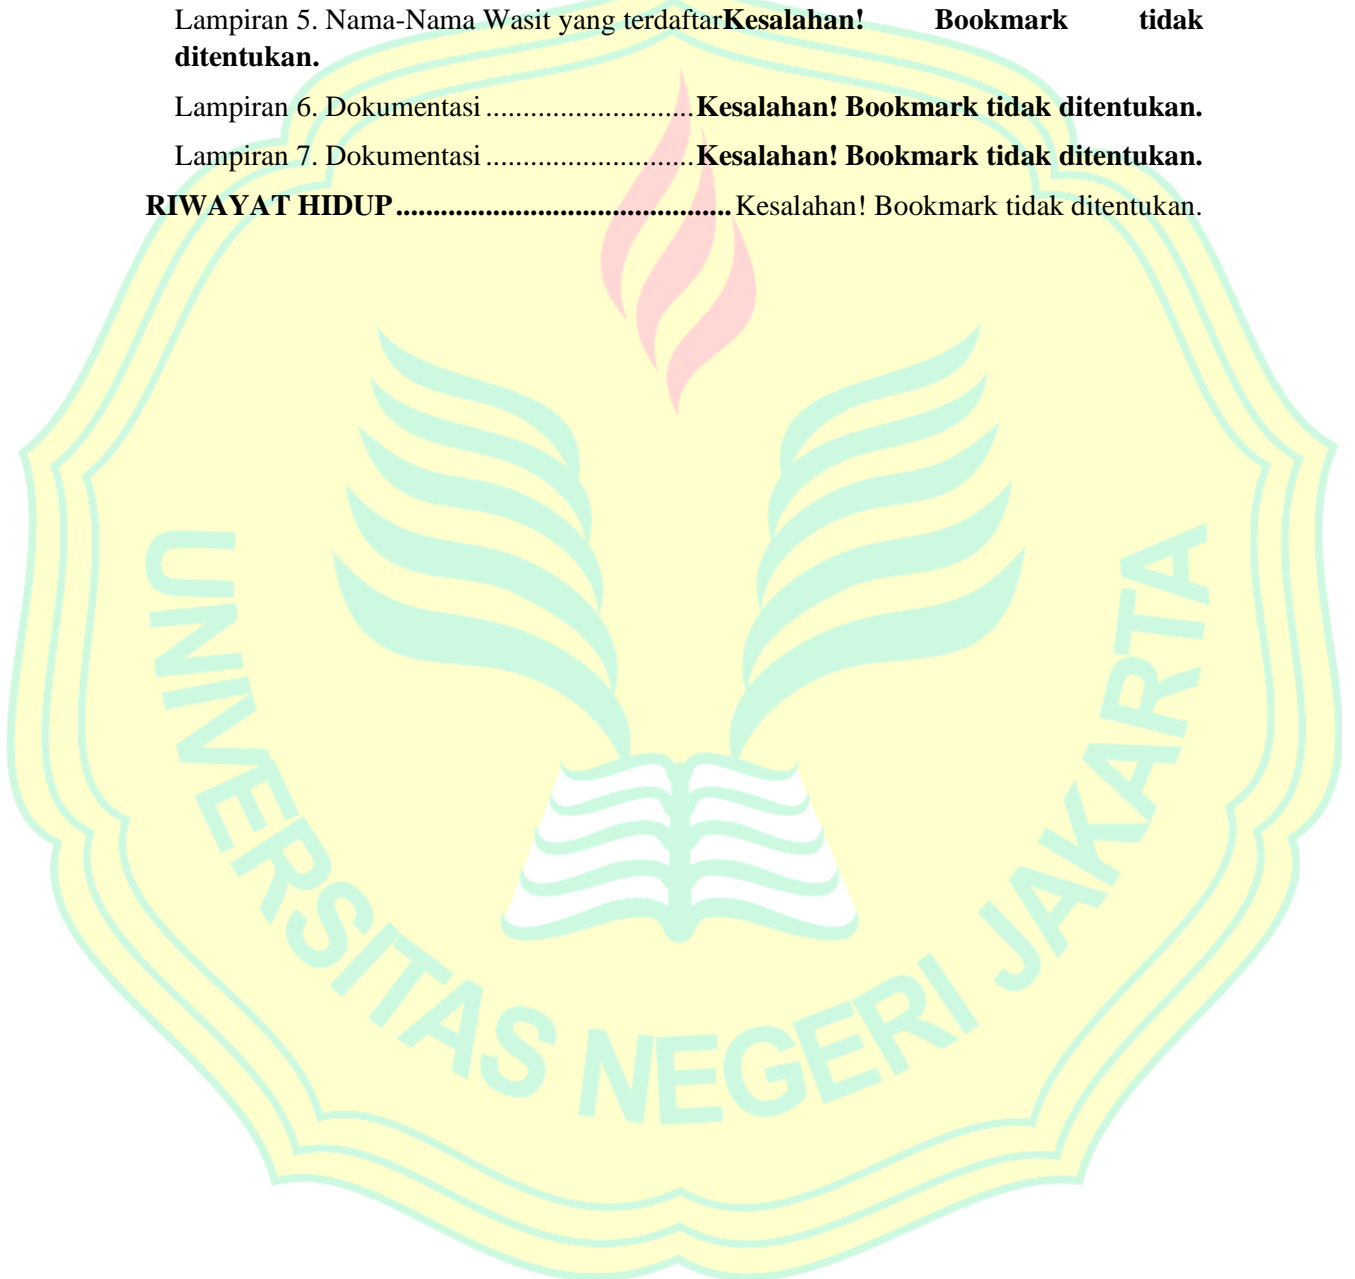 Lampiran 5. Nama-Nama Wasit yang terdaftarKesalahan! Bookmark tidak
ditentukan.
Lampiran 6. Dokumentasi ............................Kesalahan! Bookmark tidak ditentukan.
Lampiran 7. Dokumentasi ............................Kesalahan! Bookmark tidak ditentukan.
RIWAYAT HIDUP.............................................Kesalahan! Bookmark tidak ditentukan.
UNIVERSITAS NEGERI JAKARTA